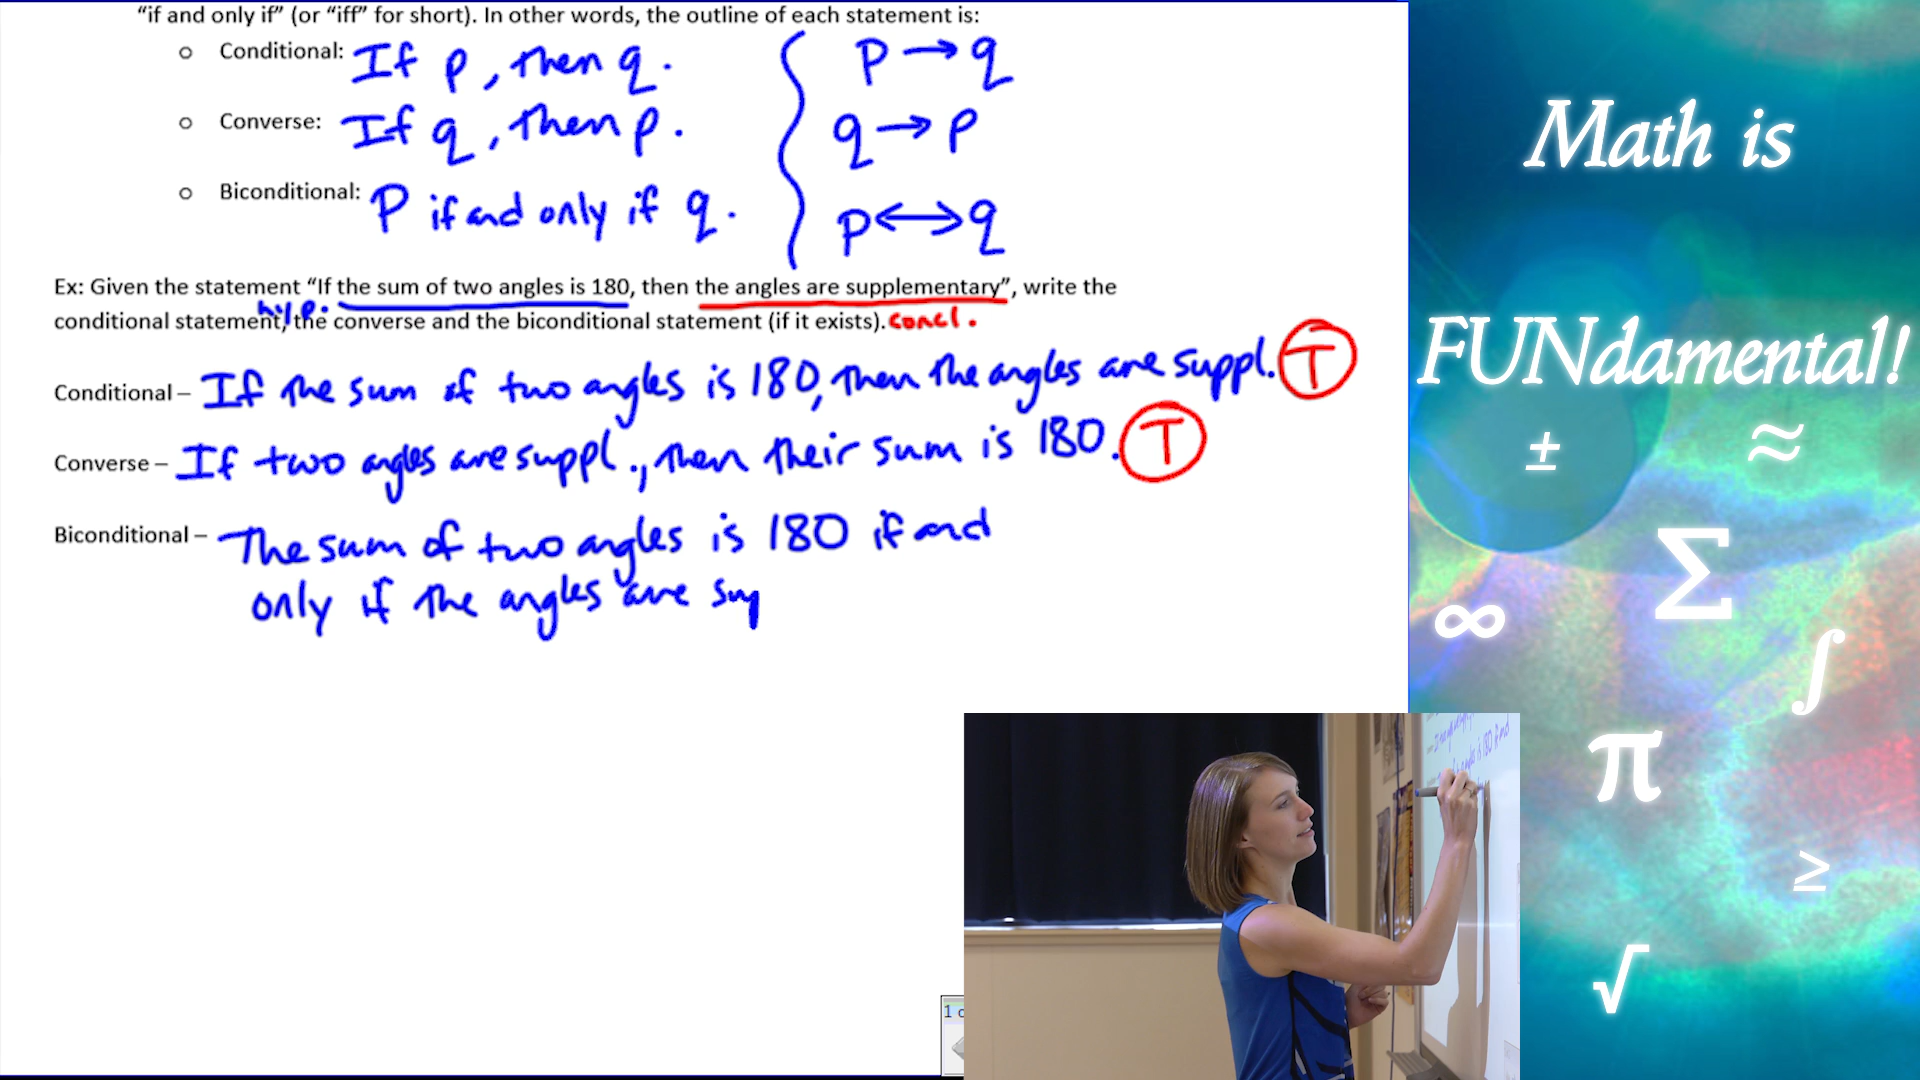 "if and only if" (or "iff" for short). In other words, the outline of each statement is:
o Conditional: If p, then q. p → q
o Converse: If q, then p. q → p
o Biconditional: P if and only if q. p ↔ q
Ex: Given the statement "If the sum of two angles is 180, then the angles are supplementary", write the
hyp.
conditional statement, the converse and the biconditional statement (if it exists). concl.
Conditional – If the sum of two angles is 180, then the angles are suppl. T
Converse – If two angles are suppl., then their sum is 180. T
Biconditional – The sum of two angles is 180 if and
only if the angles are sup
Math is
FUNdamental!
± ≈
Σ
∞
∫
π
≥
√